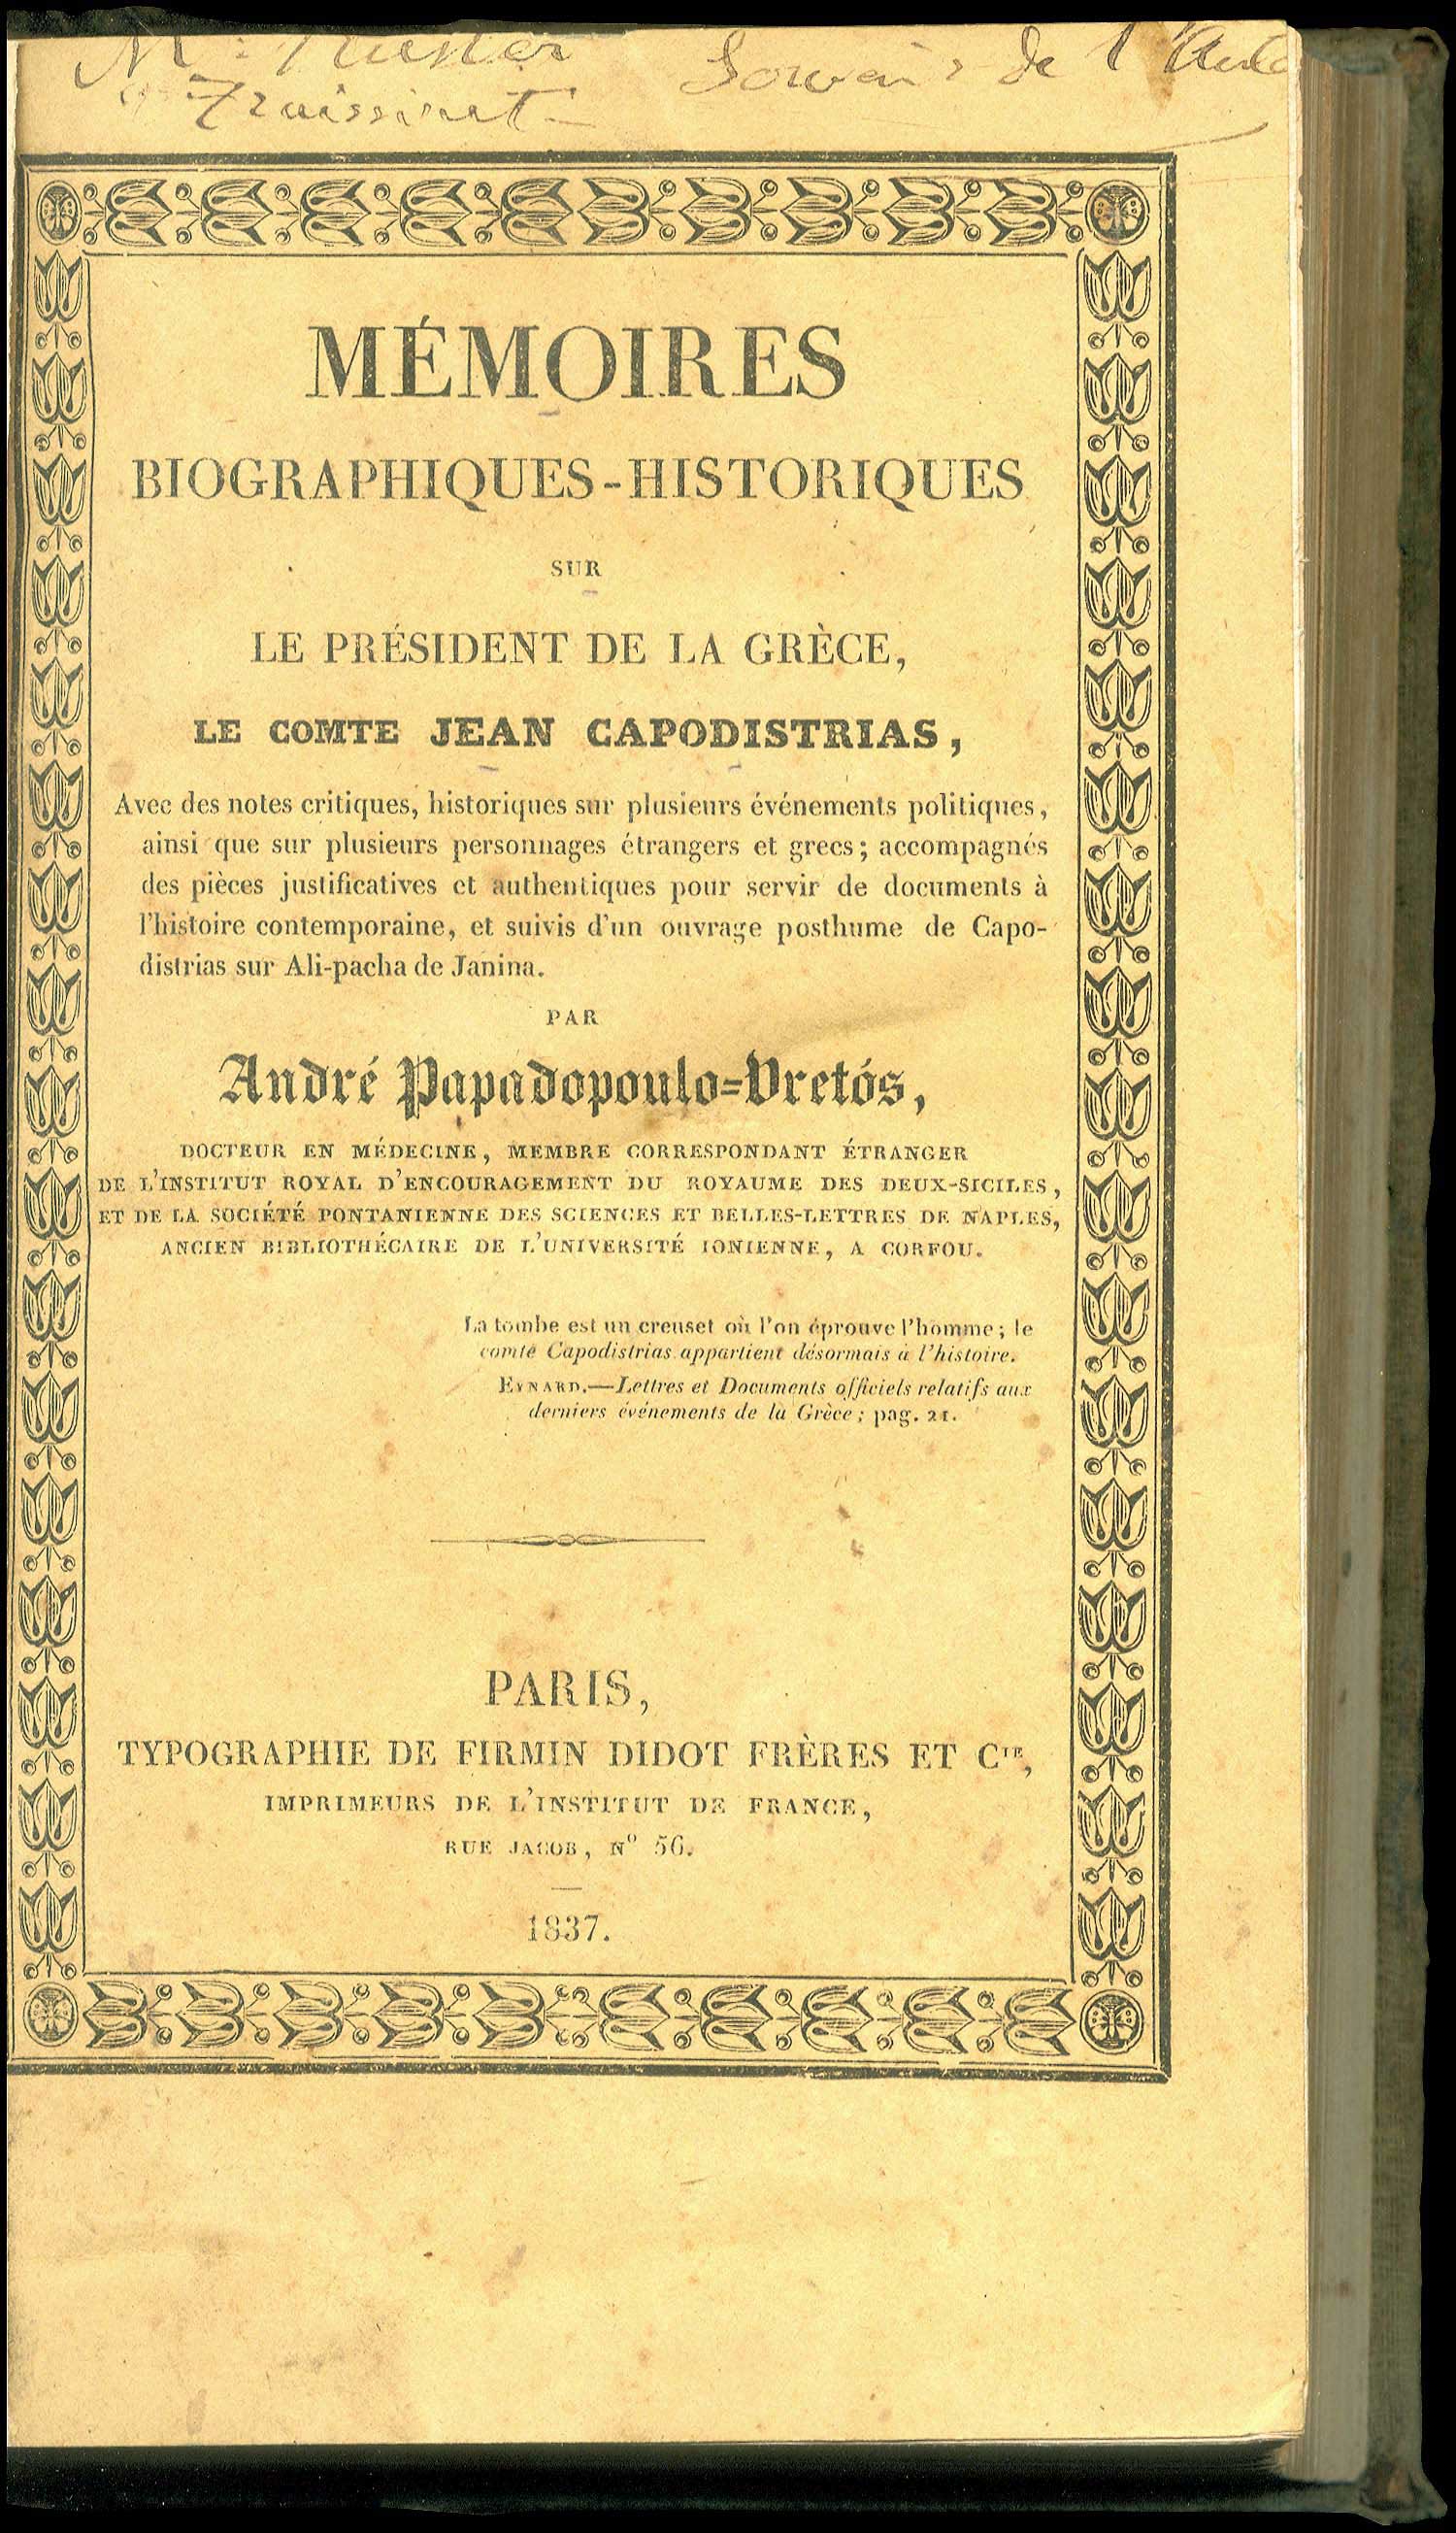 Souvenir de l'
MÉMOIRES
BIOGRAPHIQUES-HISTORIQUES
SUR
LE PRÉSIDENT DE LA GRÈCE,
LE COMTE JEAN CAPODISTRIAS,
Avec des notes critiques, historiques sur plusieurs événements politiques,
ainsi que sur plusieurs personnages étrangers et grecs; accompagnés
des pièces justificatives et authentiques pour servir de documents à
l'histoire contemporaine, et suivis d'un ouvrage posthume de Capo-
distrias sur Ali-pacha de Janina.
PAR
André Papadopoulo=Vretós,
DOCTEUR EN MÉDECINE, MEMBRE CORRESPONDANT ÉTRANGER
DE L'INSTITUT ROYAL D'ENCOURAGEMENT DU ROYAUME DES DEUX-SICILES,
ET DE LA SOCIÉTÉ PONTANIENNE DES SCIENCES ET BELLES-LETTRES DE NAPLES,
ANCIEN BIBLIOTHÉCAIRE DE L'UNIVERSITÉ IONIENNE, A CORFOU.
La tombe est un creuset où l'on éprouve l'homme; le
comte Capodistrias appartient désormais à l'histoire.
EYNARD.—Lettres et Documents officiels relatifs aux
derniers événements de la Grèce; pag. 21.
PARIS,
TYPOGRAPHIE DE FIRMIN DIDOT FRÈRES ET CIE,
IMPRIMEURS DE L'INSTITUT DE FRANCE,
RUE JACOB, Nº 56.
1837.